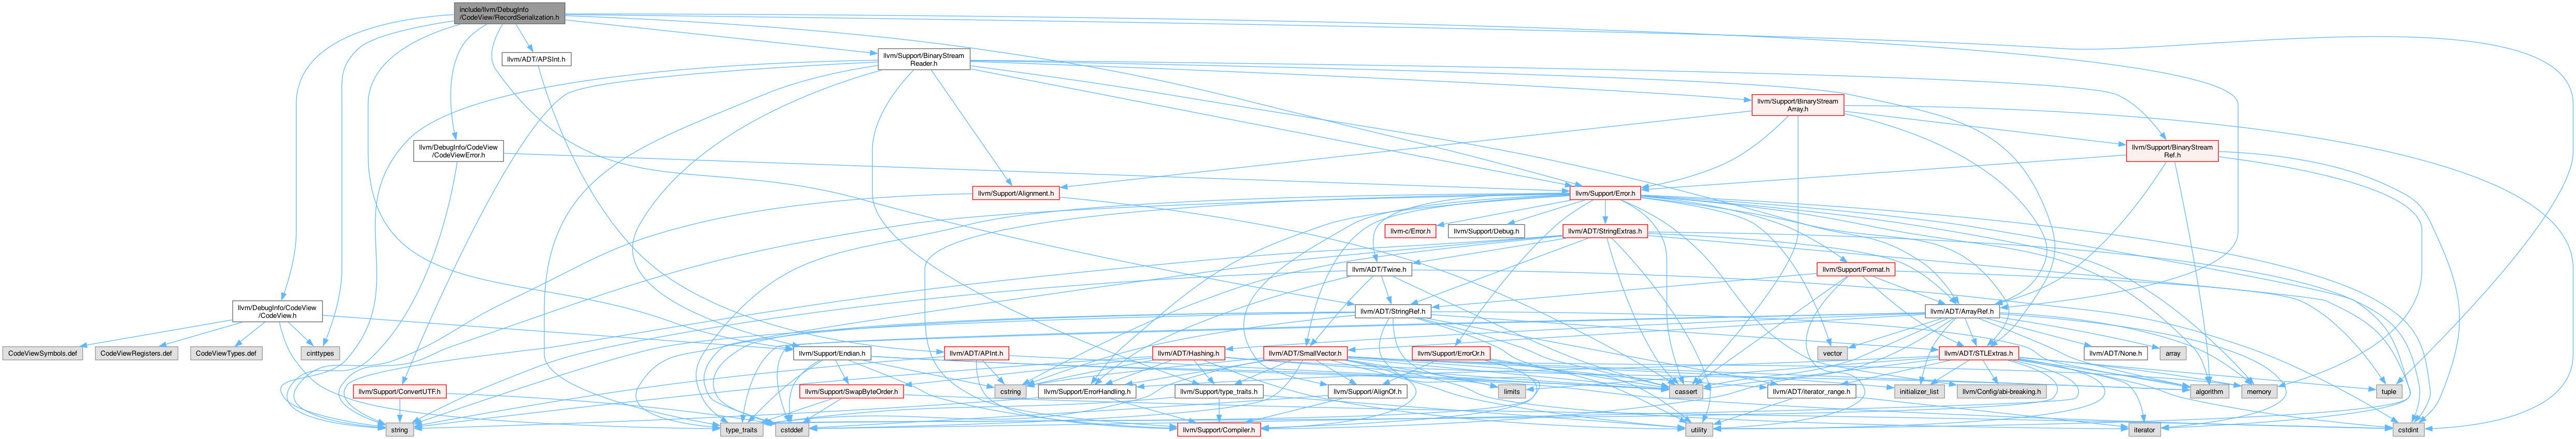 include/llvm/DebugInfo
/CodeView/RecordSerialization.h
llvm/ADT/APSInt.h
llvm/Support/BinaryStream
Reader.h
llvm/Support/BinaryStream
Array.h
llvm/DebugInfo/CodeView
/CodeViewError.h
llvm/Support/BinaryStream
Ref.h
llvm/Support/Alignment.h
llvm/Support/Error.h
llvm-c/Error.h
llvm/Support/Debug.h
llvm/ADT/StringExtras.h
llvm/ADT/Twine.h
llvm/Support/Format.h
llvm/DebugInfo/CodeView
/CodeView.h
llvm/ADT/StringRef.h
llvm/ADT/ArrayRef.h
CodeViewSymbols.def
CodeViewRegisters.def
CodeViewTypes.def
cinttypes
llvm/Support/Endian.h
llvm/ADT/APInt.h
llvm/ADT/Hashing.h
llvm/ADT/SmallVector.h
llvm/Support/ErrorOr.h
vector
llvm/ADT/STLExtras.h
llvm/ADT/None.h
array
llvm/Support/ConvertUTF.h
llvm/Support/SwapByteOrder.h
cstring
llvm/Support/ErrorHandling.h
llvm/Support/type_traits.h
llvm/Support/AlignOf.h
limits
cassert
llvm/ADT/iterator_range.h
initializer_list
llvm/Config/abi-breaking.h
algorithm
memory
tuple
string
type_traits
cstddef
llvm/Support/Compiler.h
utility
iterator
cstdint